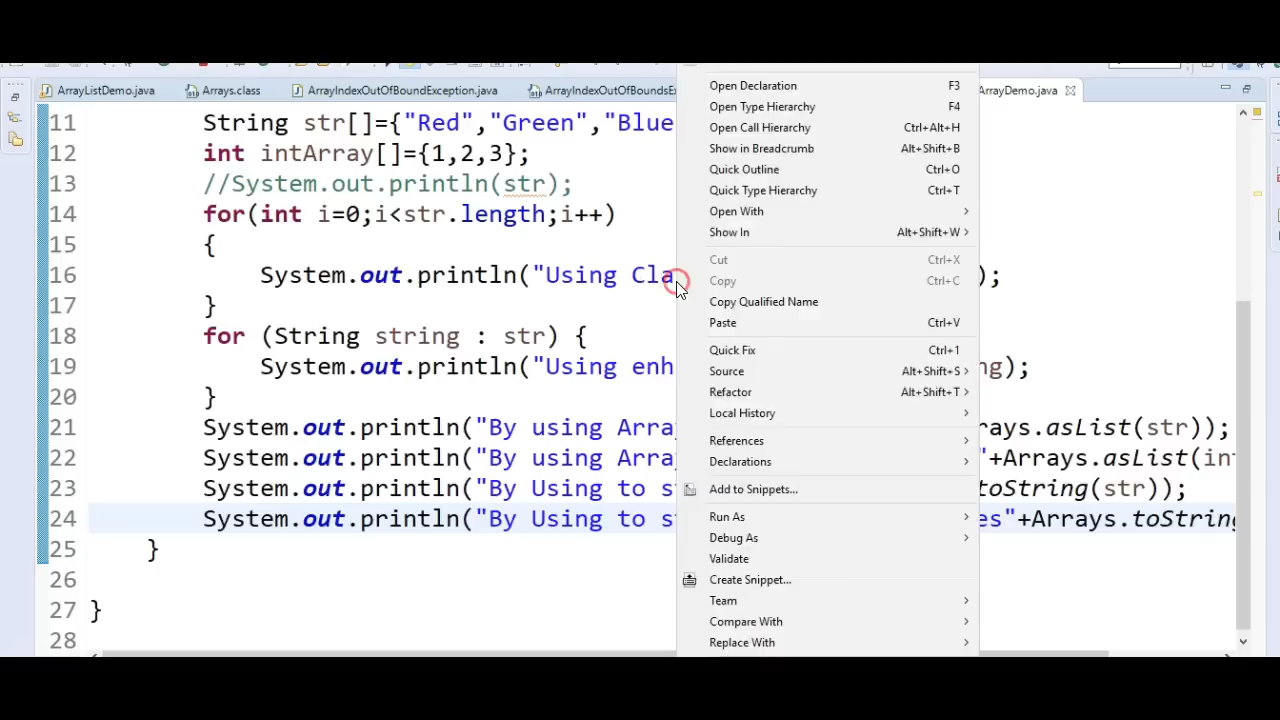 ArrayListDemo.java Arrays.class ArrayIndexOutOfBoundException.java ArrayIndexOutOfBoundsEx ArrayDemo.java
11 String str[]={"Red","Green","Blue
12 int intArray[]={1,2,3};
13 //System.out.println(str);
14 for(int i=0;i<str.length;i++)
15 {
16 System.out.println("Using Cla );
17 }
18 for (String string : str) {
19 System.out.println("Using enh g);
20 }
21 System.out.println("By using Arra rays.asList(str));
22 System.out.println("By using Arra "+Arrays.asList(int
23 System.out.println("By Using to s toString(str));
24 System.out.println("By Using to s es"+Arrays.toString
25 }
26
27 }
28
Open Declaration F3
Open Type Hierarchy F4
Open Call Hierarchy Ctrl+Alt+H
Show in Breadcrumb Alt+Shift+B
Quick Outline Ctrl+O
Quick Type Hierarchy Ctrl+T
Open With
Show In Alt+Shift+W
Cut Ctrl+X
Copy Ctrl+C
Copy Qualified Name
Paste Ctrl+V
Quick Fix Ctrl+1
Source Alt+Shift+S
Refactor Alt+Shift+T
Local History
References
Declarations
Add to Snippets...
Run As
Debug As
Validate
Create Snippet...
Team
Compare With
Replace With